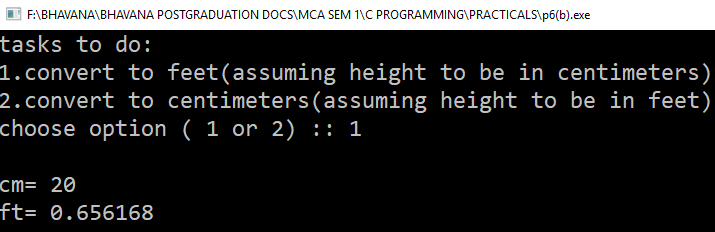 F:\BHAVANA\BHAVANA POSTGRADUATION DOCS\MCA SEM 1\C PROGRAMMING\PRACTICALS\p6(b).exe
tasks to do:
1.convert to feet(assuming height to be in centimeters)
2.convert to centimeters(assuming height to be in feet)
choose option ( 1 or 2) :: 1
cm= 20
ft= 0.656168